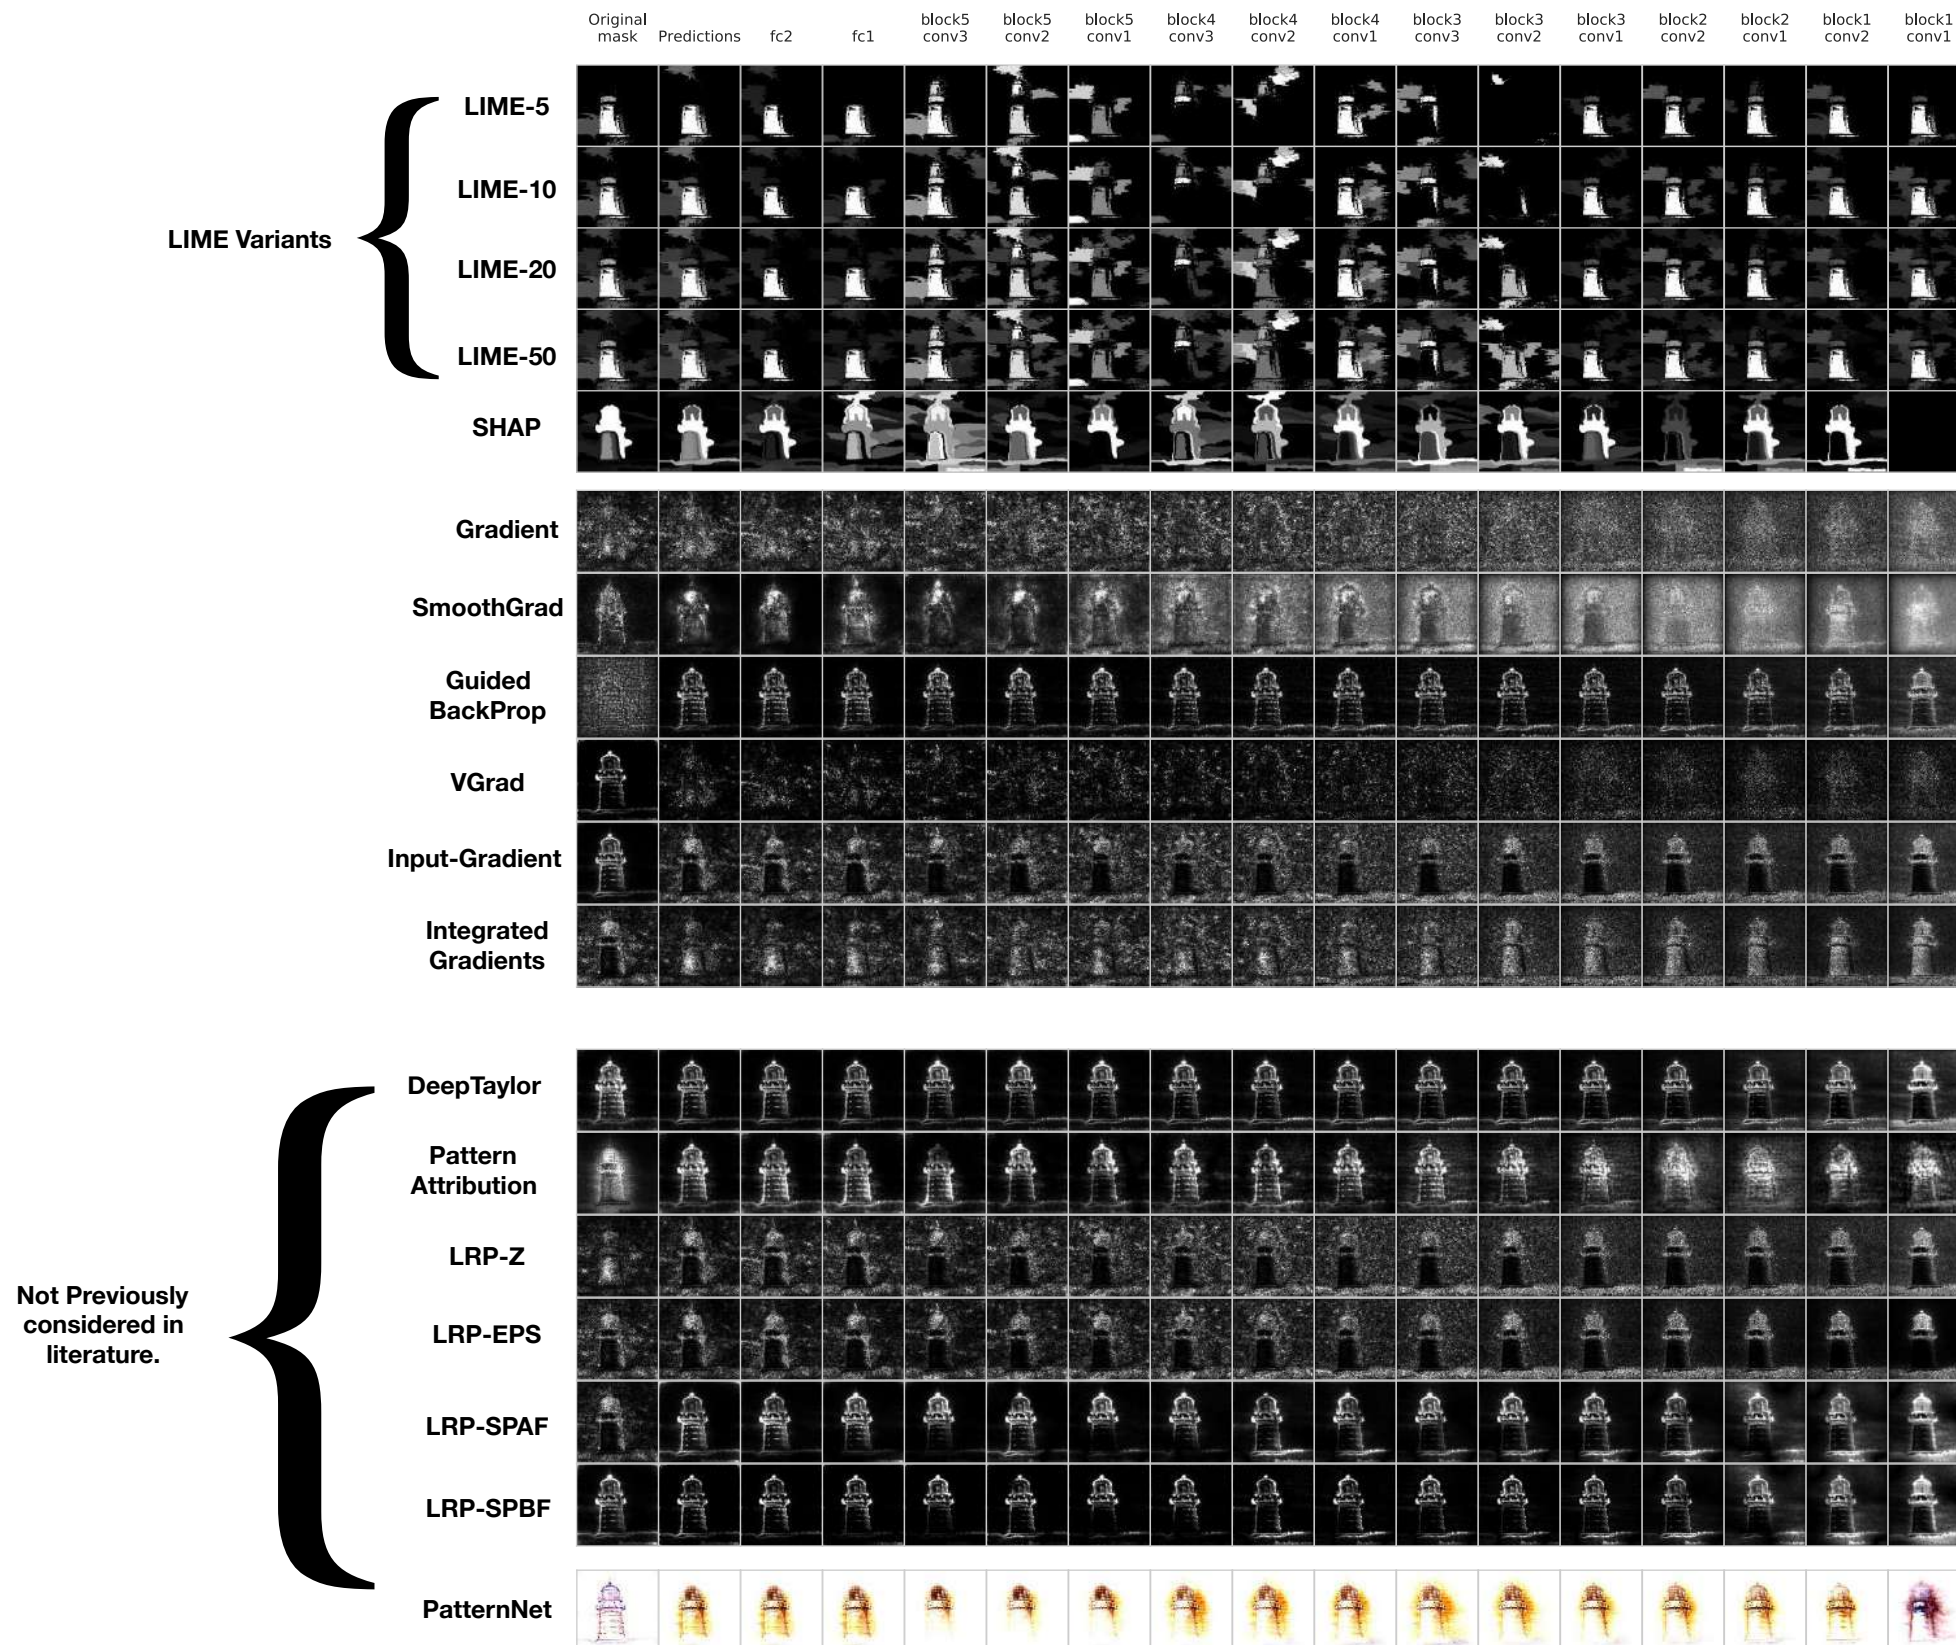 Original
mask
Predictions
fc2
fc1
block5
conv3
block5
conv2
block5
conv1
block4
conv3
block4
conv2
block4
conv1
block3
conv3
block3
conv2
block3
conv1
block2
conv2
block2
conv1
block1
conv2
block1
conv1
LIME Variants
LIME-5
LIME-10
LIME-20
LIME-50
SHAP
Gradient
SmoothGrad
Guided
BackProp
VGrad
Input-Gradient
Integrated
Gradients
Not Previously
considered in
literature.
DeepTaylor
Pattern
Attribution
LRP-Z
LRP-EPS
LRP-SPAF
LRP-SPBF
PatternNet